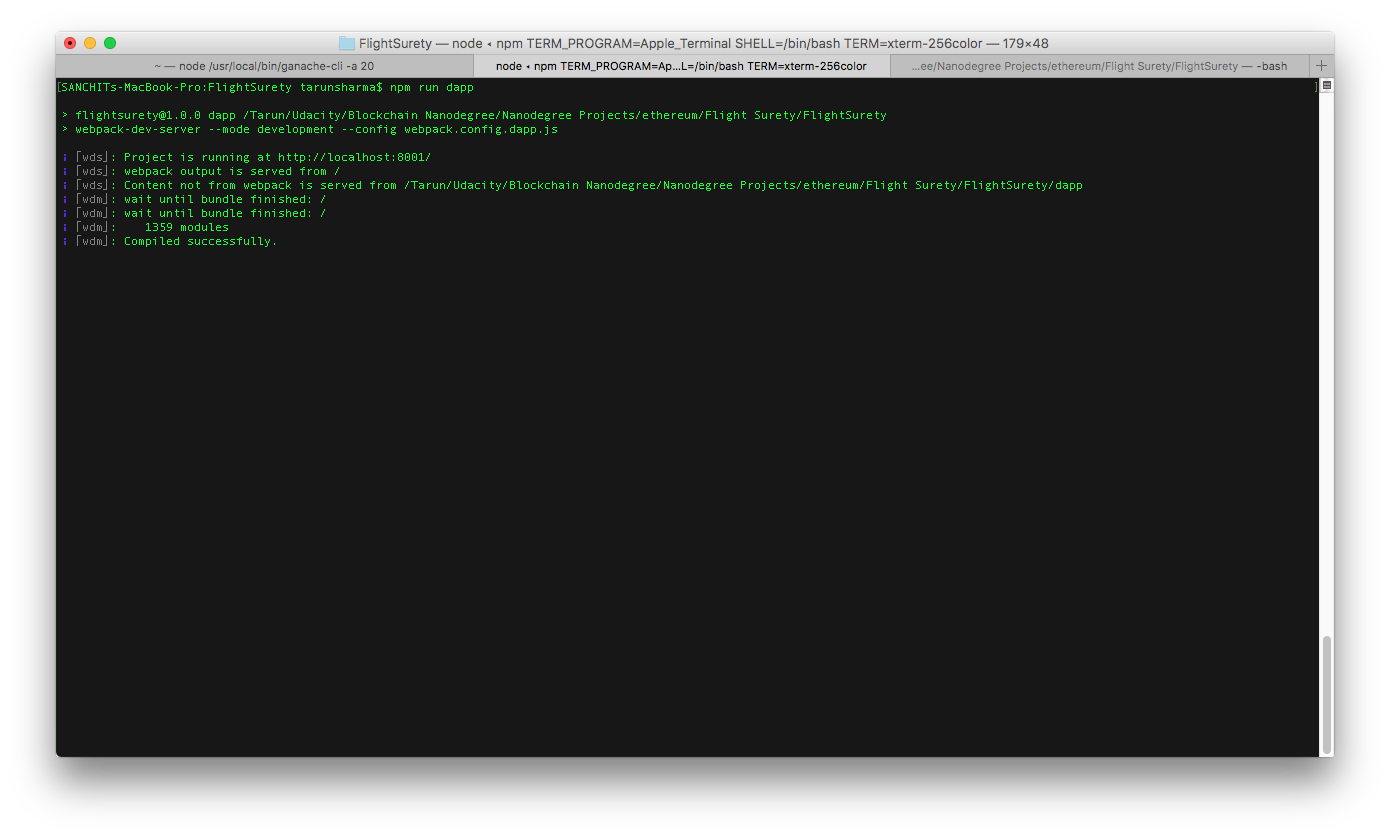 FlightSurety — node ◂ npm TERM_PROGRAM=Apple_Terminal SHELL=/bin/bash TERM=xterm-256color — 179×48
~ — node /usr/local/bin/ganache-cli -a 20
node ◂ npm TERM_PROGRAM=Ap...L=/bin/bash TERM=xterm-256color
...ee/Nanodegree Projects/ethereum/Flight Surety/FlightSurety — -bash
[SANCHITs-MacBook-Pro:FlightSurety tarunsharma$ npm run dapp ]
> flightsurety@1.0.0 dapp /Tarun/Udacity/Blockchain Nanodegree/Nanodegree Projects/ethereum/Flight Surety/FlightSurety
> webpack-dev-server --mode development --config webpack.config.dapp.js
ℹ ｢wds｣: Project is running at http://localhost:8001/
ℹ ｢wds｣: webpack output is served from /
ℹ ｢wds｣: Content not from webpack is served from /Tarun/Udacity/Blockchain Nanodegree/Nanodegree Projects/ethereum/Flight Surety/FlightSurety/dapp
ℹ ｢wdm｣: wait until bundle finished: /
ℹ ｢wdm｣: wait until bundle finished: /
ℹ ｢wdm｣:    1359 modules
ℹ ｢wdm｣: Compiled successfully.